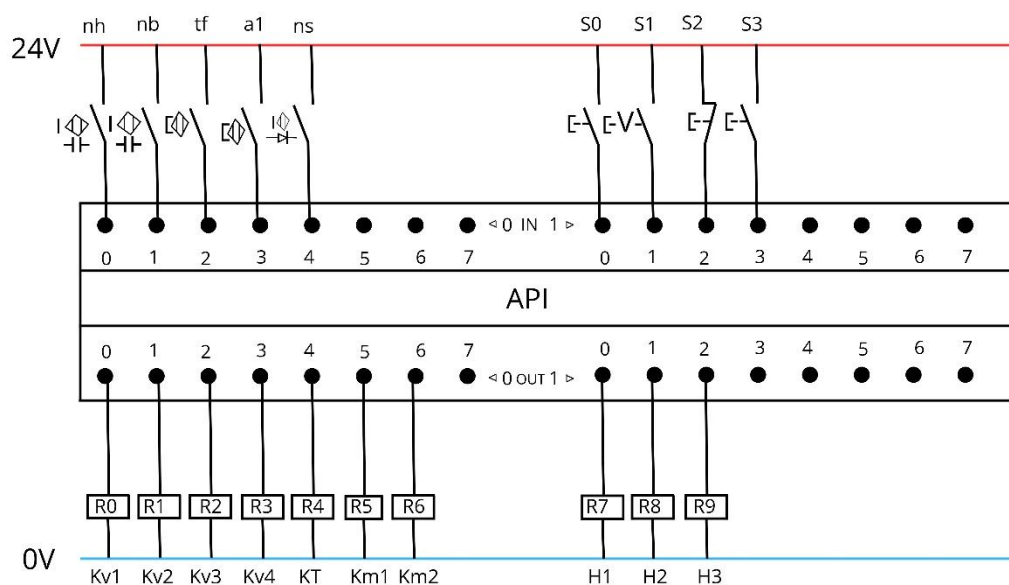 nh nb tf a1 ns S0 S1 S2 S3
24V
0 IN 1
0 1 2 3 4 5 6 7 0 1 2 3 4 5 6 7
API
0 1 2 3 4 5 6 7 0 1 2 3 4 5 6 7
0 OUT 1
R0 R1 R2 R3 R4 R5 R6 R7 R8 R9
0V
Kv1 Kv2 Kv3 Kv4 KT Km1 Km2 H1 H2 H3